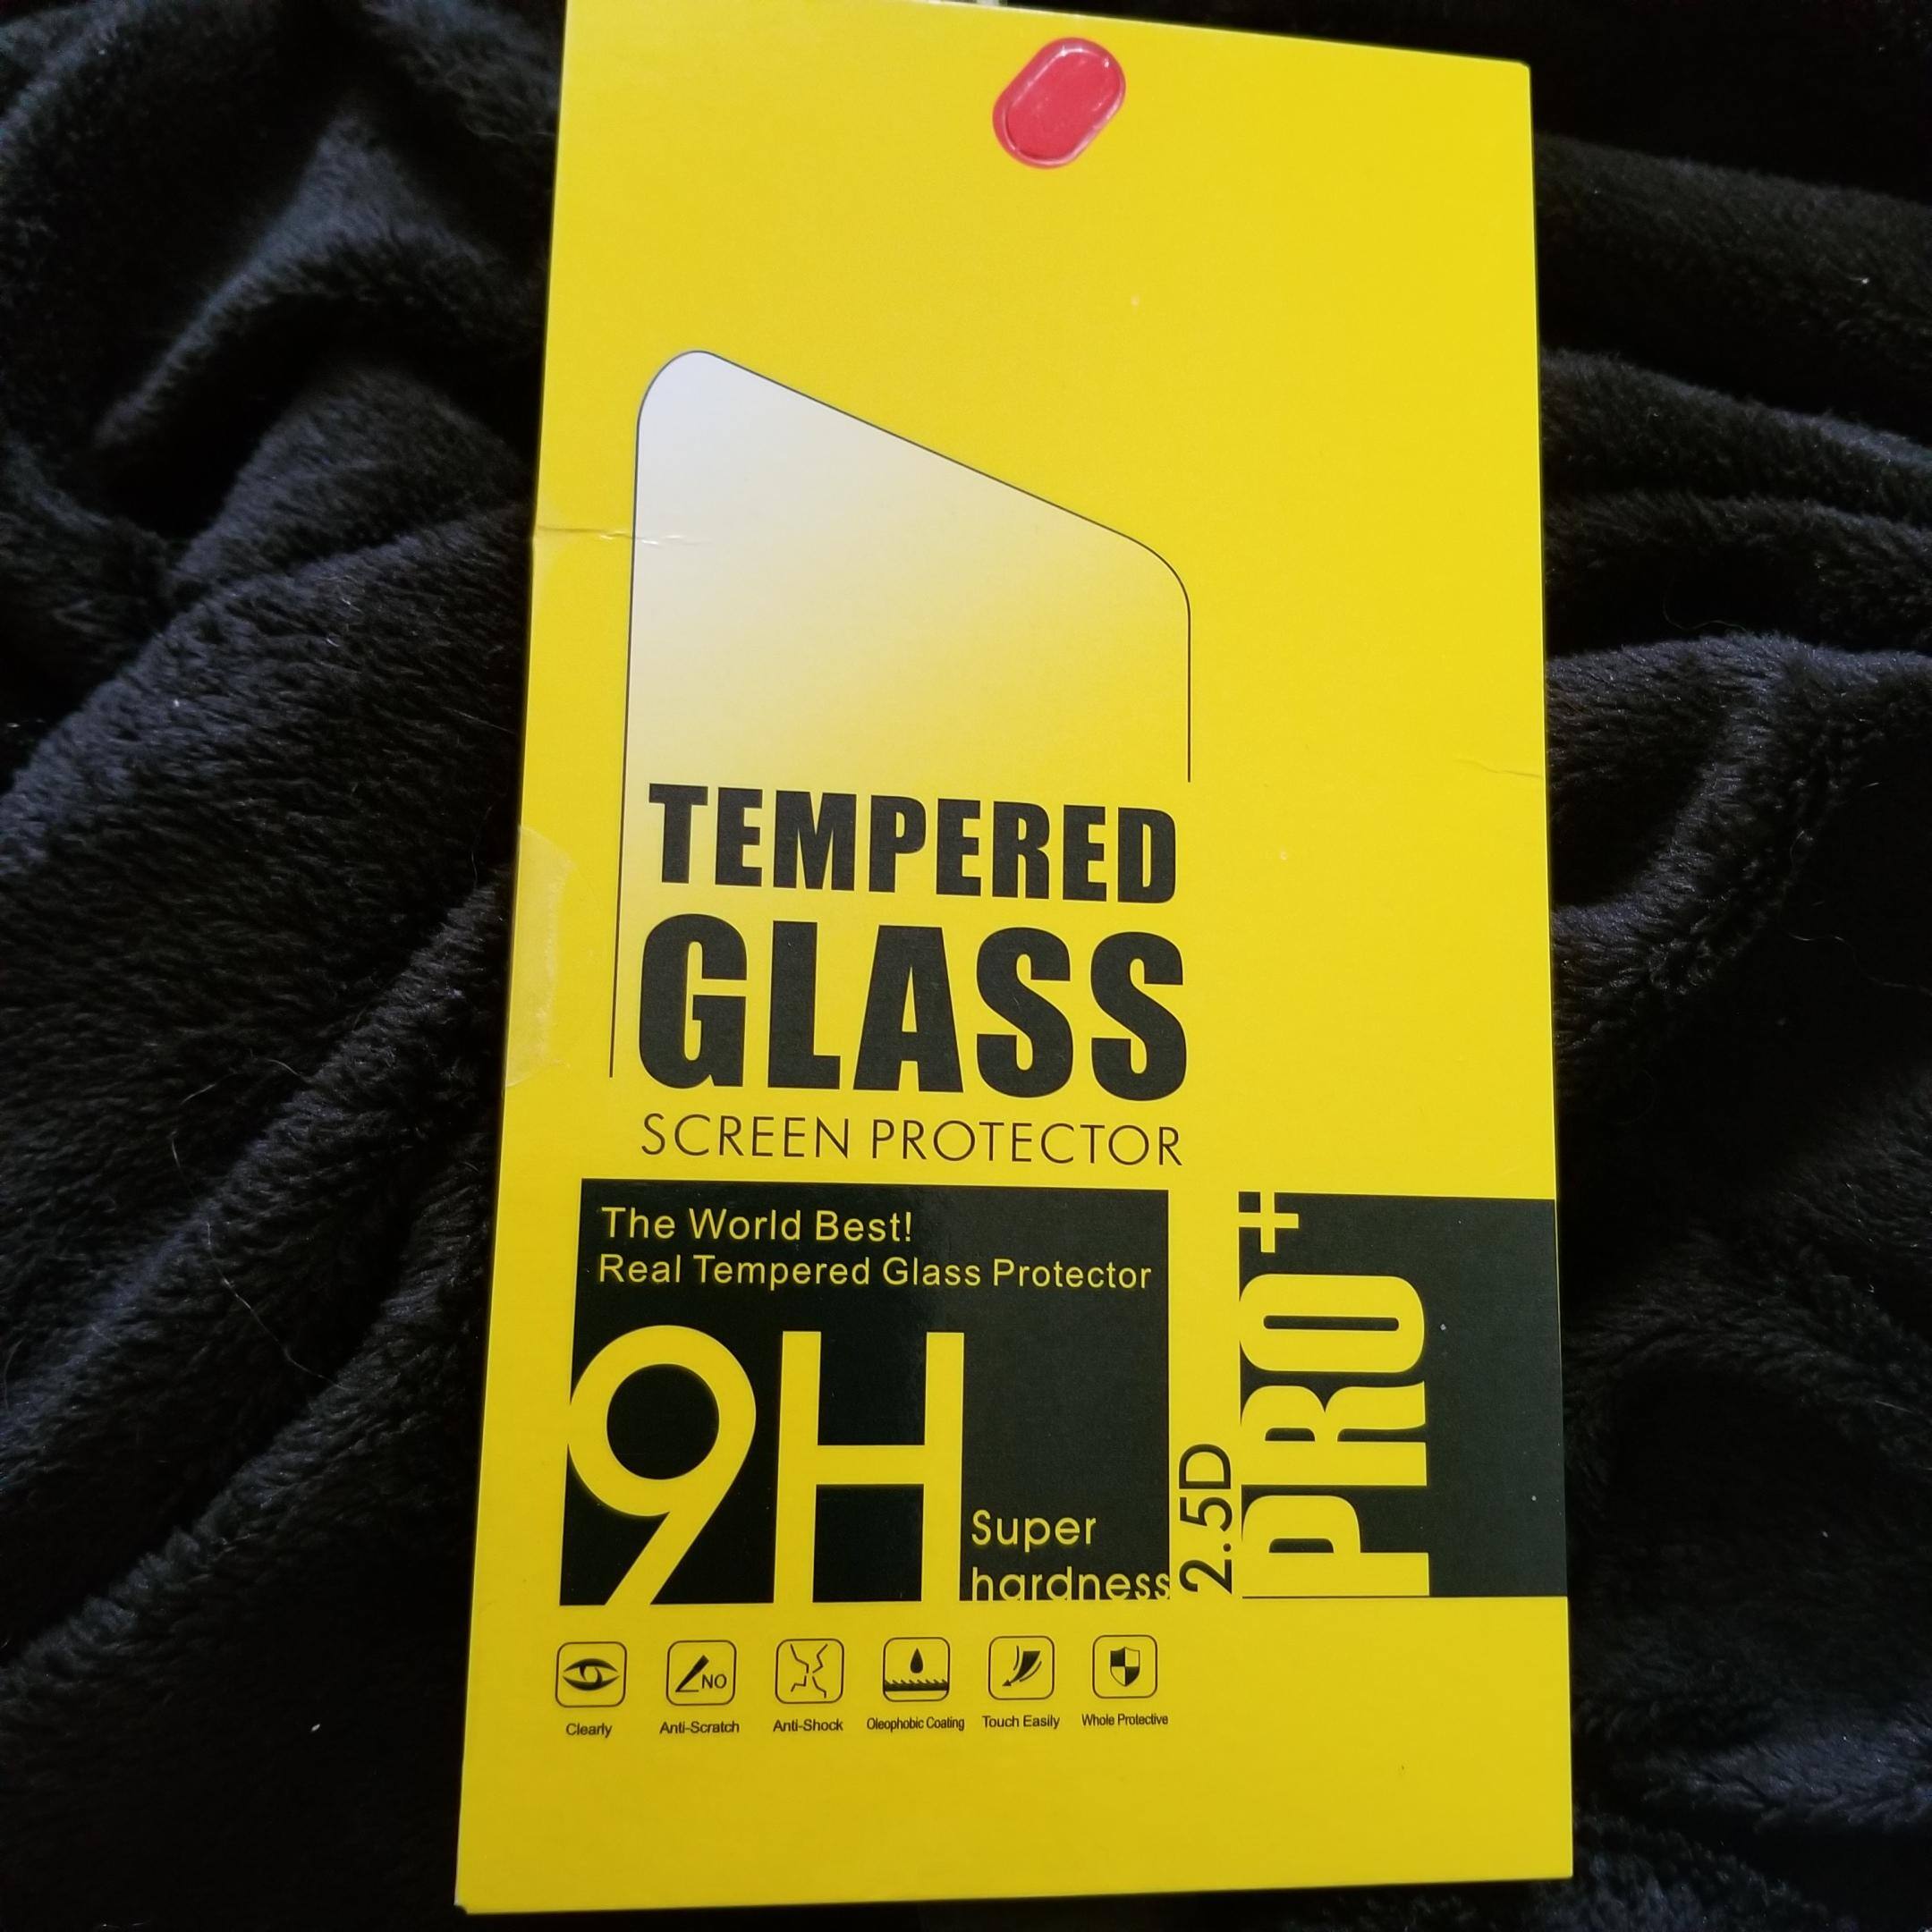 TEMPERED
GLASS
SCREEN PROTECTOR
The World Best!
Real Tempered Glass Protector
9H
Super
hardness
2.5D
PRO+
NO
Clearly
Anti-Scratch
Anti-Shock
Oleophobic Coating
Touch Easily
Whole Protective